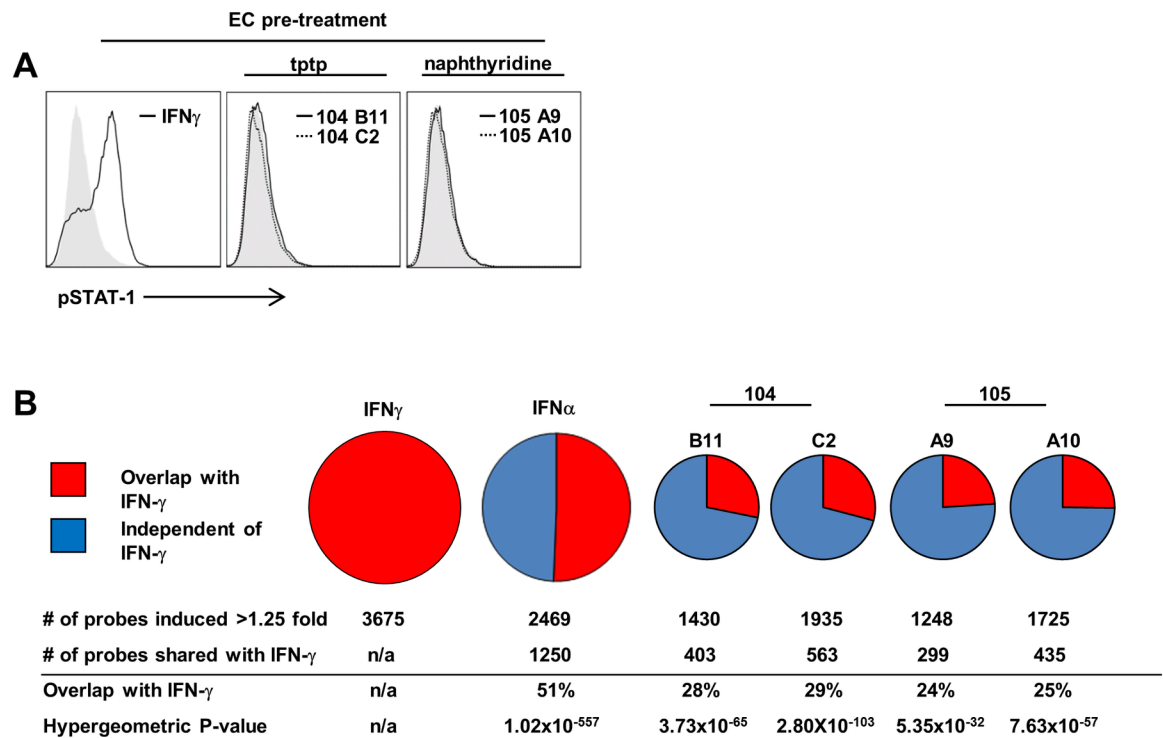 EC pre-treatment
A
tptp
naphthyridine
IFNγ
104 B11
104 C2
105 A9
105 A10
pSTAT-1
B
104
105
IFNγ
IFNα
B11
C2
A9
A10
Overlap with
IFN-γ
Independent of
IFN-γ
# of probes induced >1.25 fold 3675 2469 1430 1935 1248 1725
# of probes shared with IFN-γ n/a 1250 403 563 299 435
Overlap with IFN-γ n/a 51% 28% 29% 24% 25%
Hypergeometric P-value n/a 1.02x10⁻⁵⁵⁷ 3.73x10⁻⁶⁵ 2.80X10⁻¹⁰³ 5.35x10⁻³² 7.63x10⁻⁵⁷